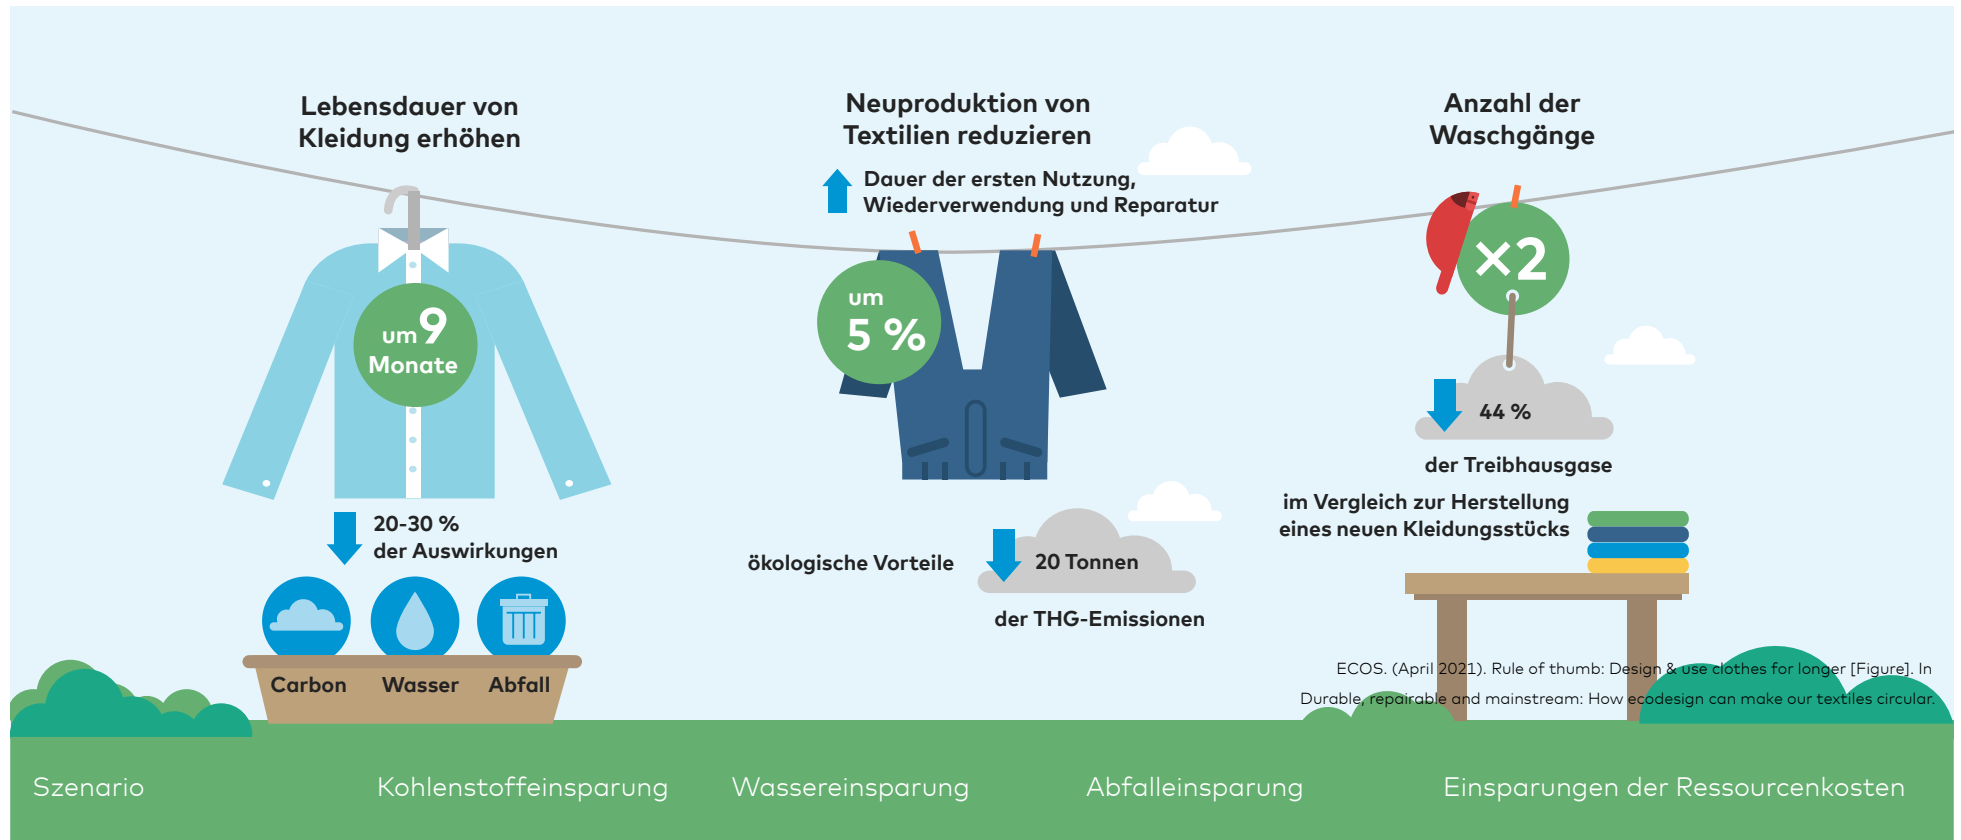 Lebensdauer von
Kleidung erhöhen
um 9
Monate
20-30 %
der Auswirkungen
Carbon
Wasser
Abfall
Neuproduktion von
Textilien reduzieren
Dauer der ersten Nutzung,
Wiederverwendung und Reparatur
um
5 %
ökologische Vorteile
20 Tonnen
der THG-Emissionen
Anzahl der
Waschgänge
×2
44 %
der Treibhausgase
im Vergleich zur Herstellung
eines neuen Kleidungsstücks
ECOS. (April 2021). Rule of thumb: Design & use clothes for longer [Figure]. In
Durable, repairable and mainstream: How ecodesign can make our textiles circular.
Szenario
Kohlenstoffeinsparung
Wassereinsparung
Abfalleinsparung
Einsparungen der Ressourcenkosten